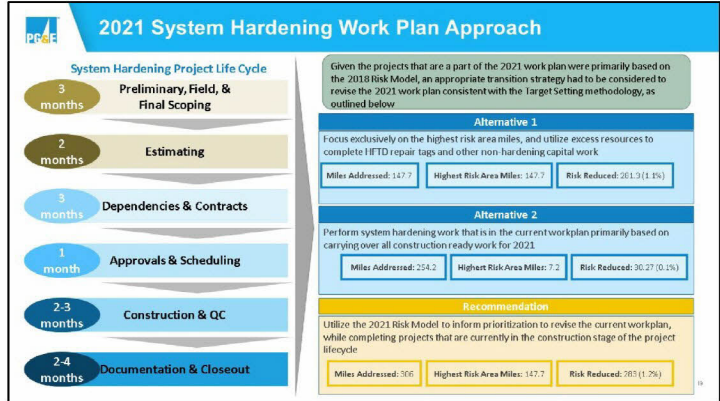 PG&E
2021 System Hardening Work Plan Approach
System Hardening Project Life Cycle
3
months
Preliminary, Field, &
Final Scoping
2
months
Estimating
3
months
Dependencies & Contracts
1
month
Approvals & Scheduling
2-3
months
Construction & QC
2-4
months
Documentation & Closeout
Given the projects that are a part of the 2021 work plan were primarily based on
the 2018 Risk Model, an appropriate transition strategy had to be considered to
revise the 2021 work plan consistent with the Target Setting methodology, as
outlined below
Alternative 1
Focus exclusively on the highest risk area miles, and utilize excess resources to
complete HFTD repair tags and other non-hardening capital work
Miles Addressed: 147.7
Highest Risk Area Miles: 147.7
Risk Reduced: 281.9 (1.1%)
Alternative 2
Perform system hardening work that is in the current workplan primarily based on
carrying over all construction ready work for 2021
Miles Addressed: 254.2
Highest Risk Area Miles: 7.2
Risk Reduced: 30.27 (0.1%)
Recommendation
Utilize the 2021 Risk Model to inform prioritization to revise the current workplan,
while completing projects that are currently in the construction stage of the project
lifecycle
Miles Addressed: 306
Highest Risk Area Miles: 147.7
Risk Reduced: 283 (1.2%)